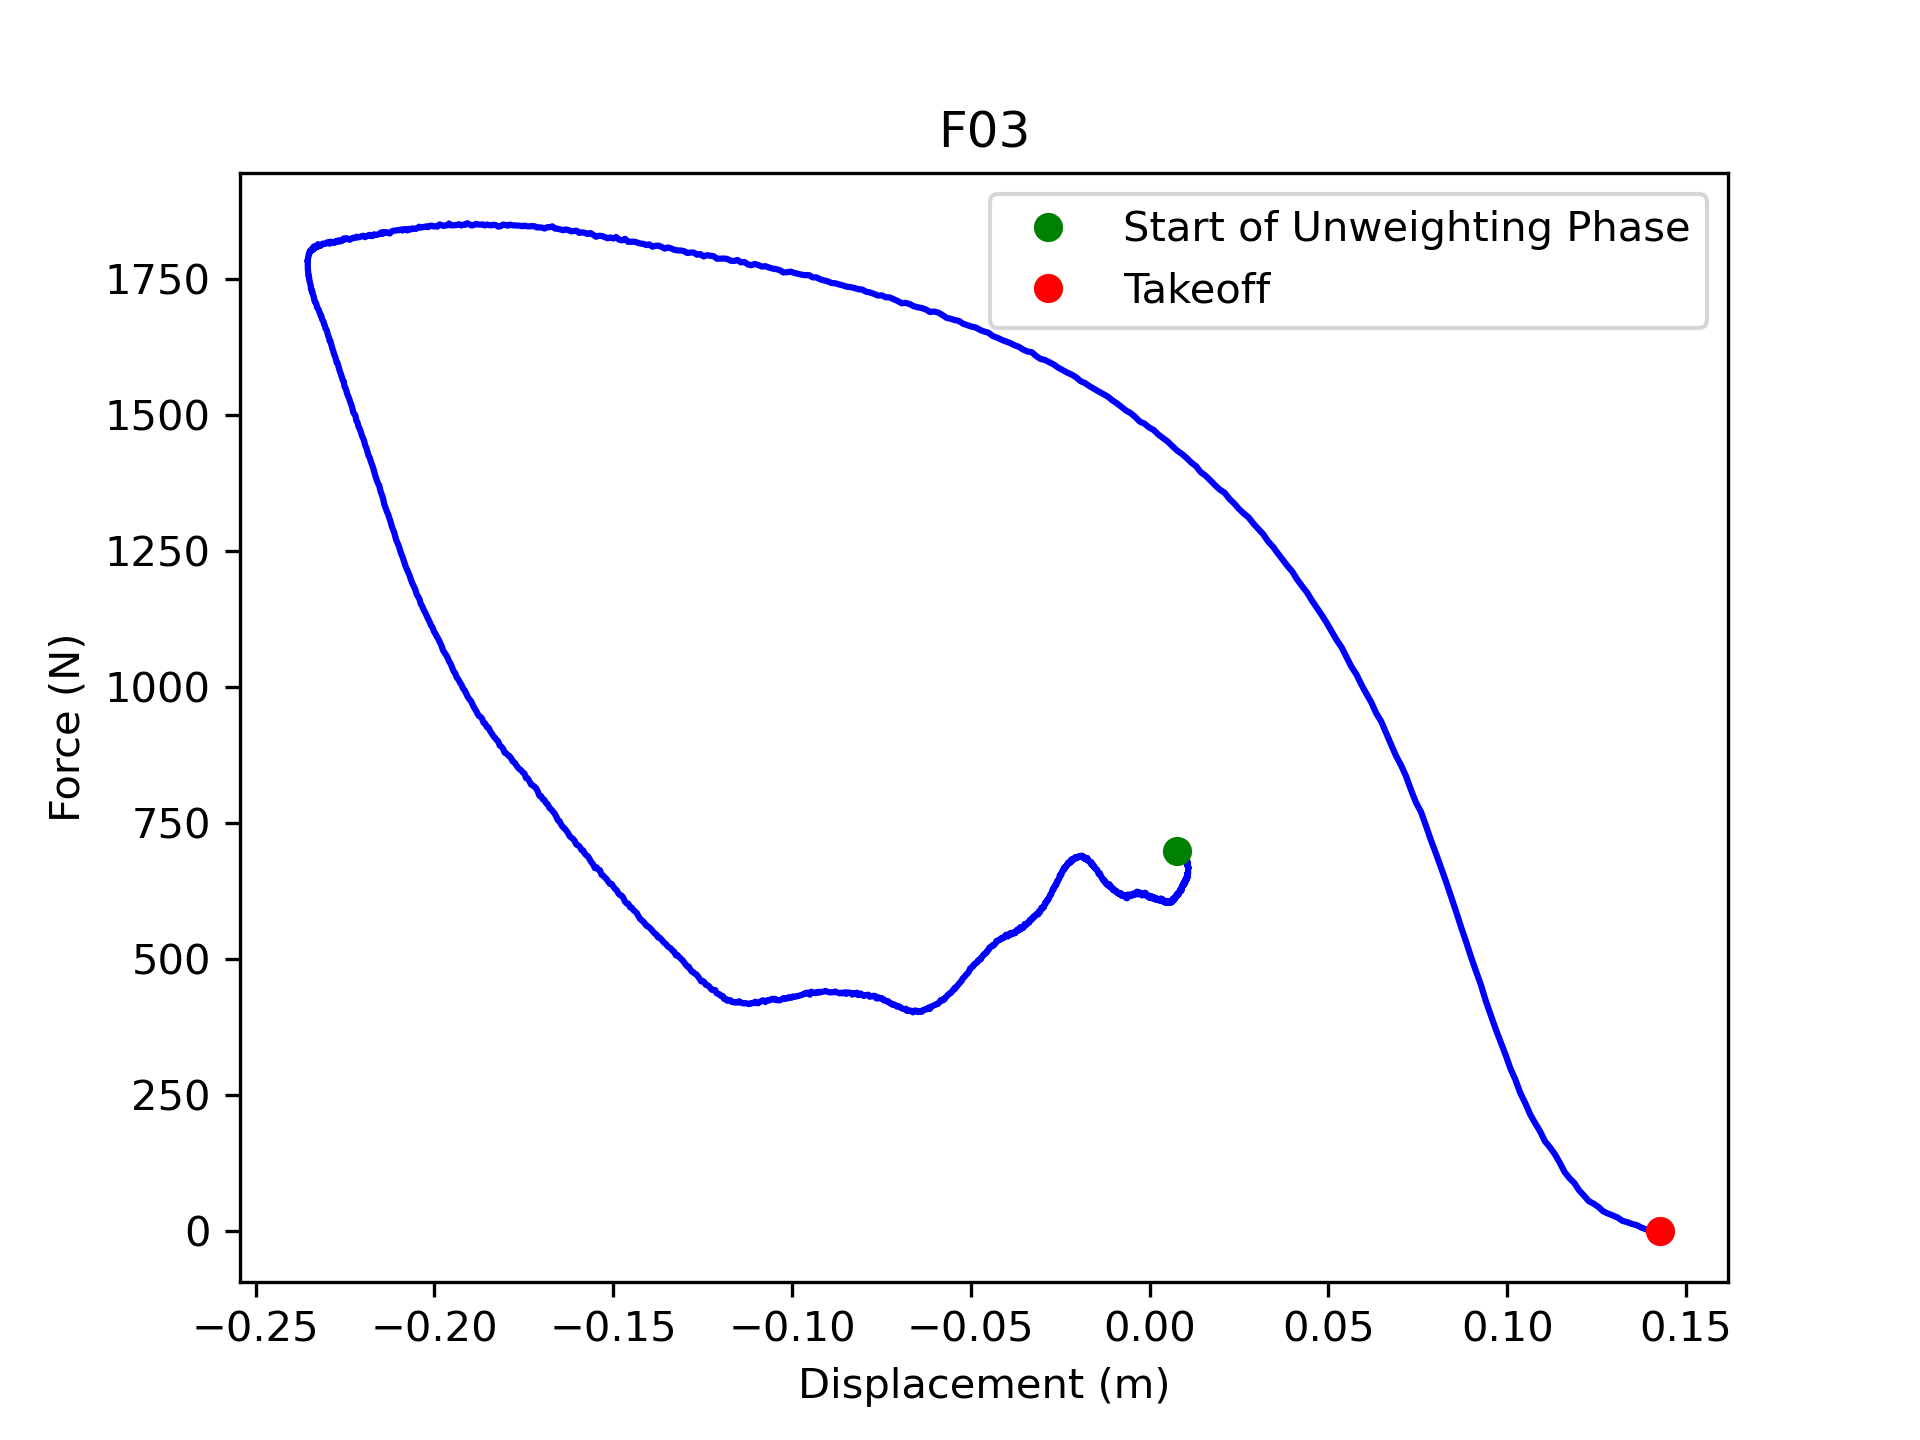 F03
Start of Unweighting Phase
Takeoff
1750
1500
1250
1000
750
500
250
0
Force (N)
−0.25 −0.20 −0.15 −0.10 −0.05 0.00 0.05 0.10 0.15
Displacement (m)